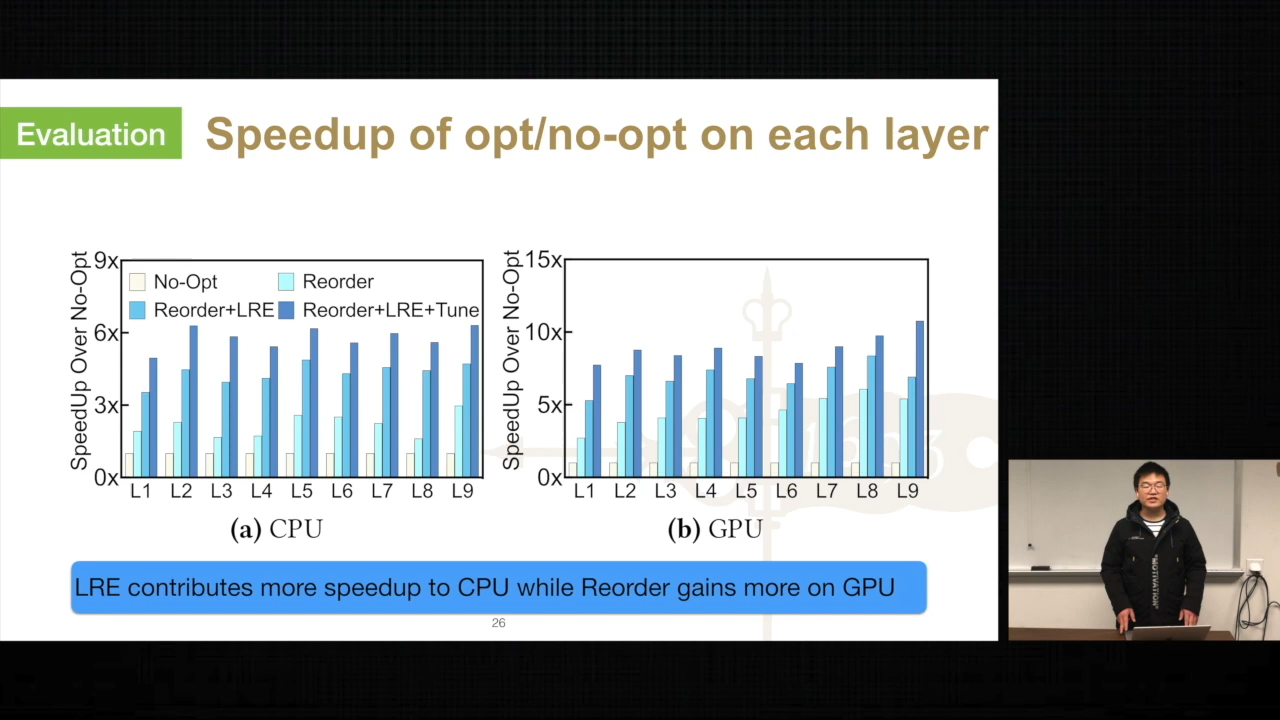 Evaluation
Speedup of opt/no-opt on each layer
SpeedUp Over No-Opt
9x
6x
3x
0x
No-Opt
Reorder
Reorder+LRE
Reorder+LRE+Tune
L1 L2 L3 L4 L5 L6 L7 L8 L9
(a) CPU
SpeedUp Over No-Opt
15x
10x
5x
0x
L1 L2 L3 L4 L5 L6 L7 L8 L9
(b) GPU
LRE contributes more speedup to CPU while Reorder gains more on GPU
26
"MOTIVATION"